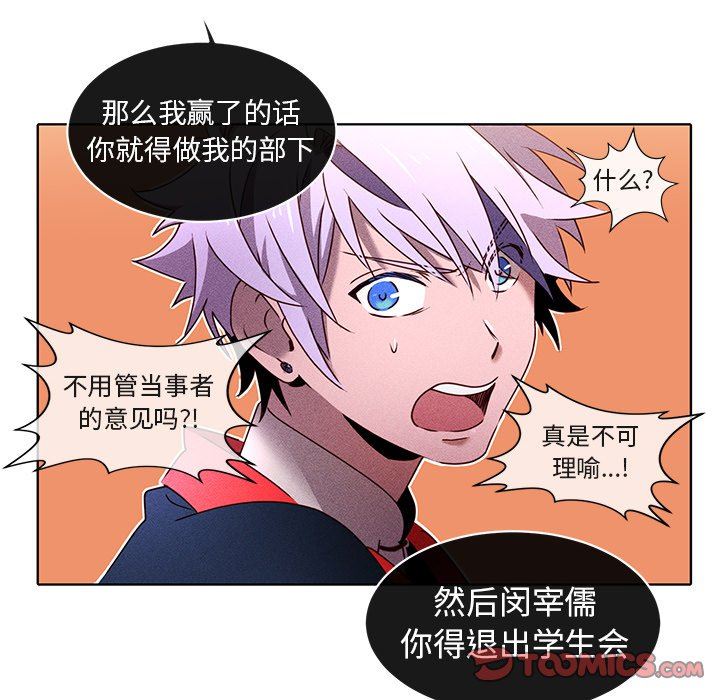 那么我赢了的话
你就得做我的部下
什么?
不用管当事者
的意见吗?!
真是不可
理喻...!
然后闵宰儒
你得退出学生会
TOOMICS.COM